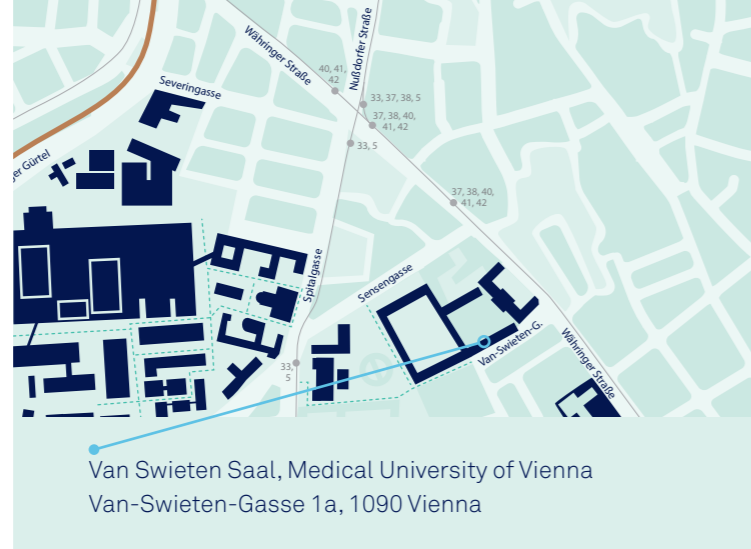 Währinger Straße
Nußdorfer Straße
40, 41,
42
Severingasse
33, 37, 38, 5
37, 38, 40,
41, 42
33, 5
er Gürtel
37, 38, 40,
41, 42
Spitalgasse
Sensengasse
Van-Swieten-G.
Währinger Straße
33,
5
Van Swieten Saal, Medical University of Vienna
Van-Swieten-Gasse 1a, 1090 Vienna